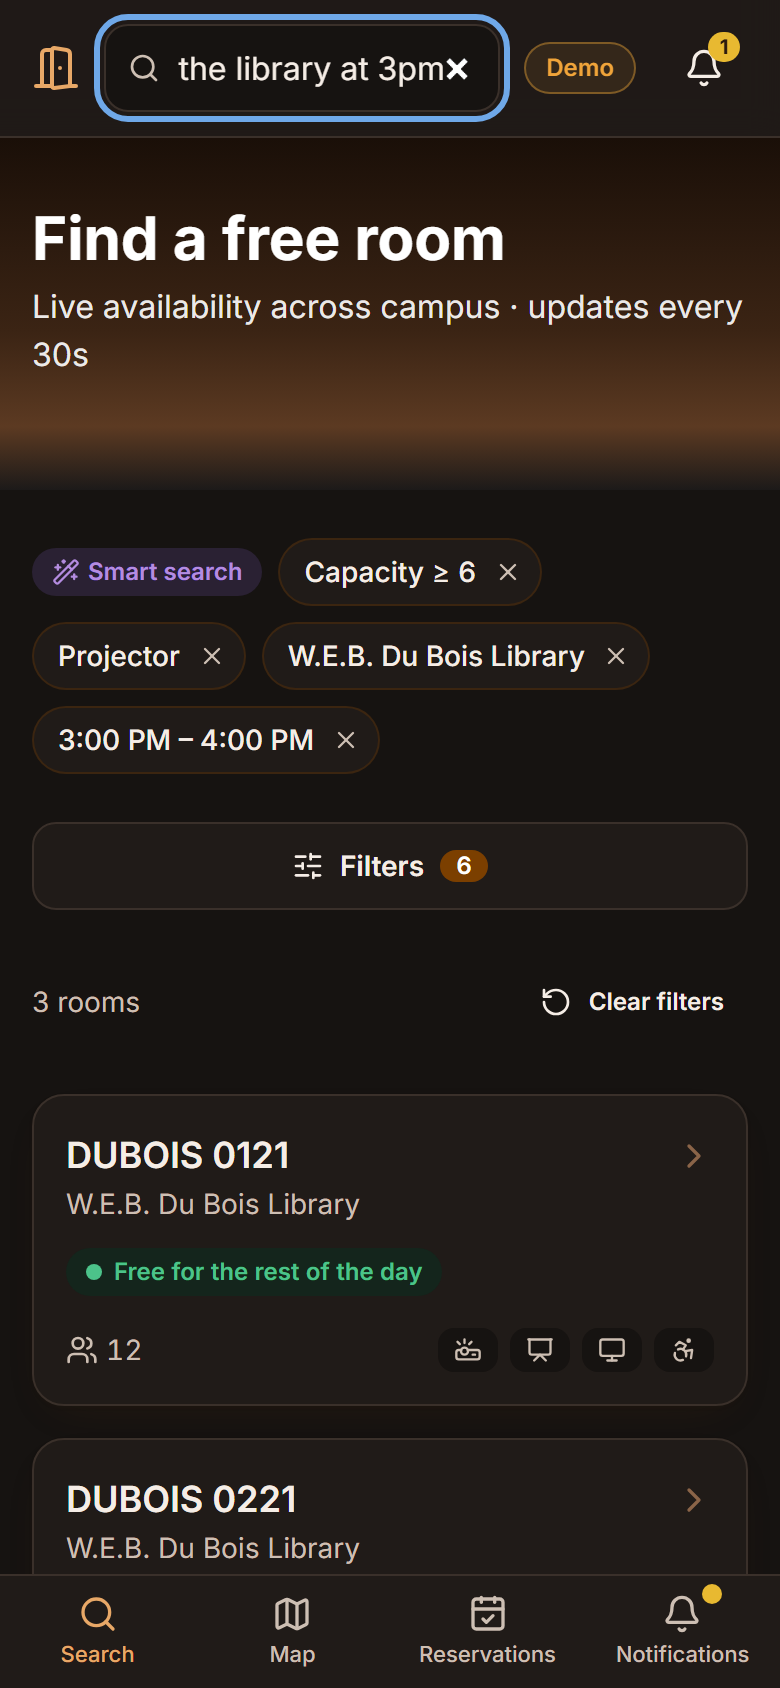 the library at 3pm
Demo
1
Find a free room
Live availability across campus · updates every
30s
Smart search
Capacity ≥ 6
Projector
W.E.B. Du Bois Library
3:00 PM – 4:00 PM
Filters 6
3 rooms
Clear filters
DUBOIS 0121
W.E.B. Du Bois Library
Free for the rest of the day
12
DUBOIS 0221
W.E.B. Du Bois Library
Search
Map
Reservations
Notifications